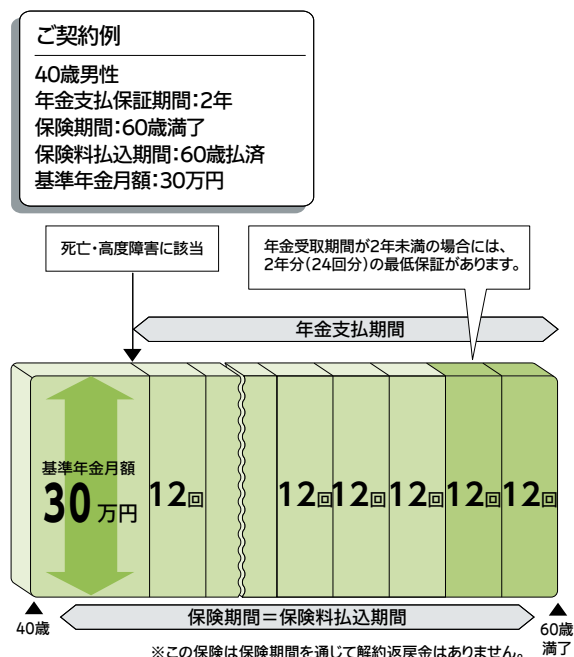 ご契約例
40歳男性
年金支払保証期間：2年
保険期間：60歳満了
保険料払込期間：60歳払済
基準年金月額：30万円
死亡・高度障害に該当
年金受取期間が2年未満の場合には、
2年分（24回分）の最低保証があります。
年金支払期間
基準年金月額
30万円
12回
12回
12回
12回
12回
12回
保険期間＝保険料払込期間
40歳
60歳
満了
※この保険は保険期間を通じて解約返戻金はありません。